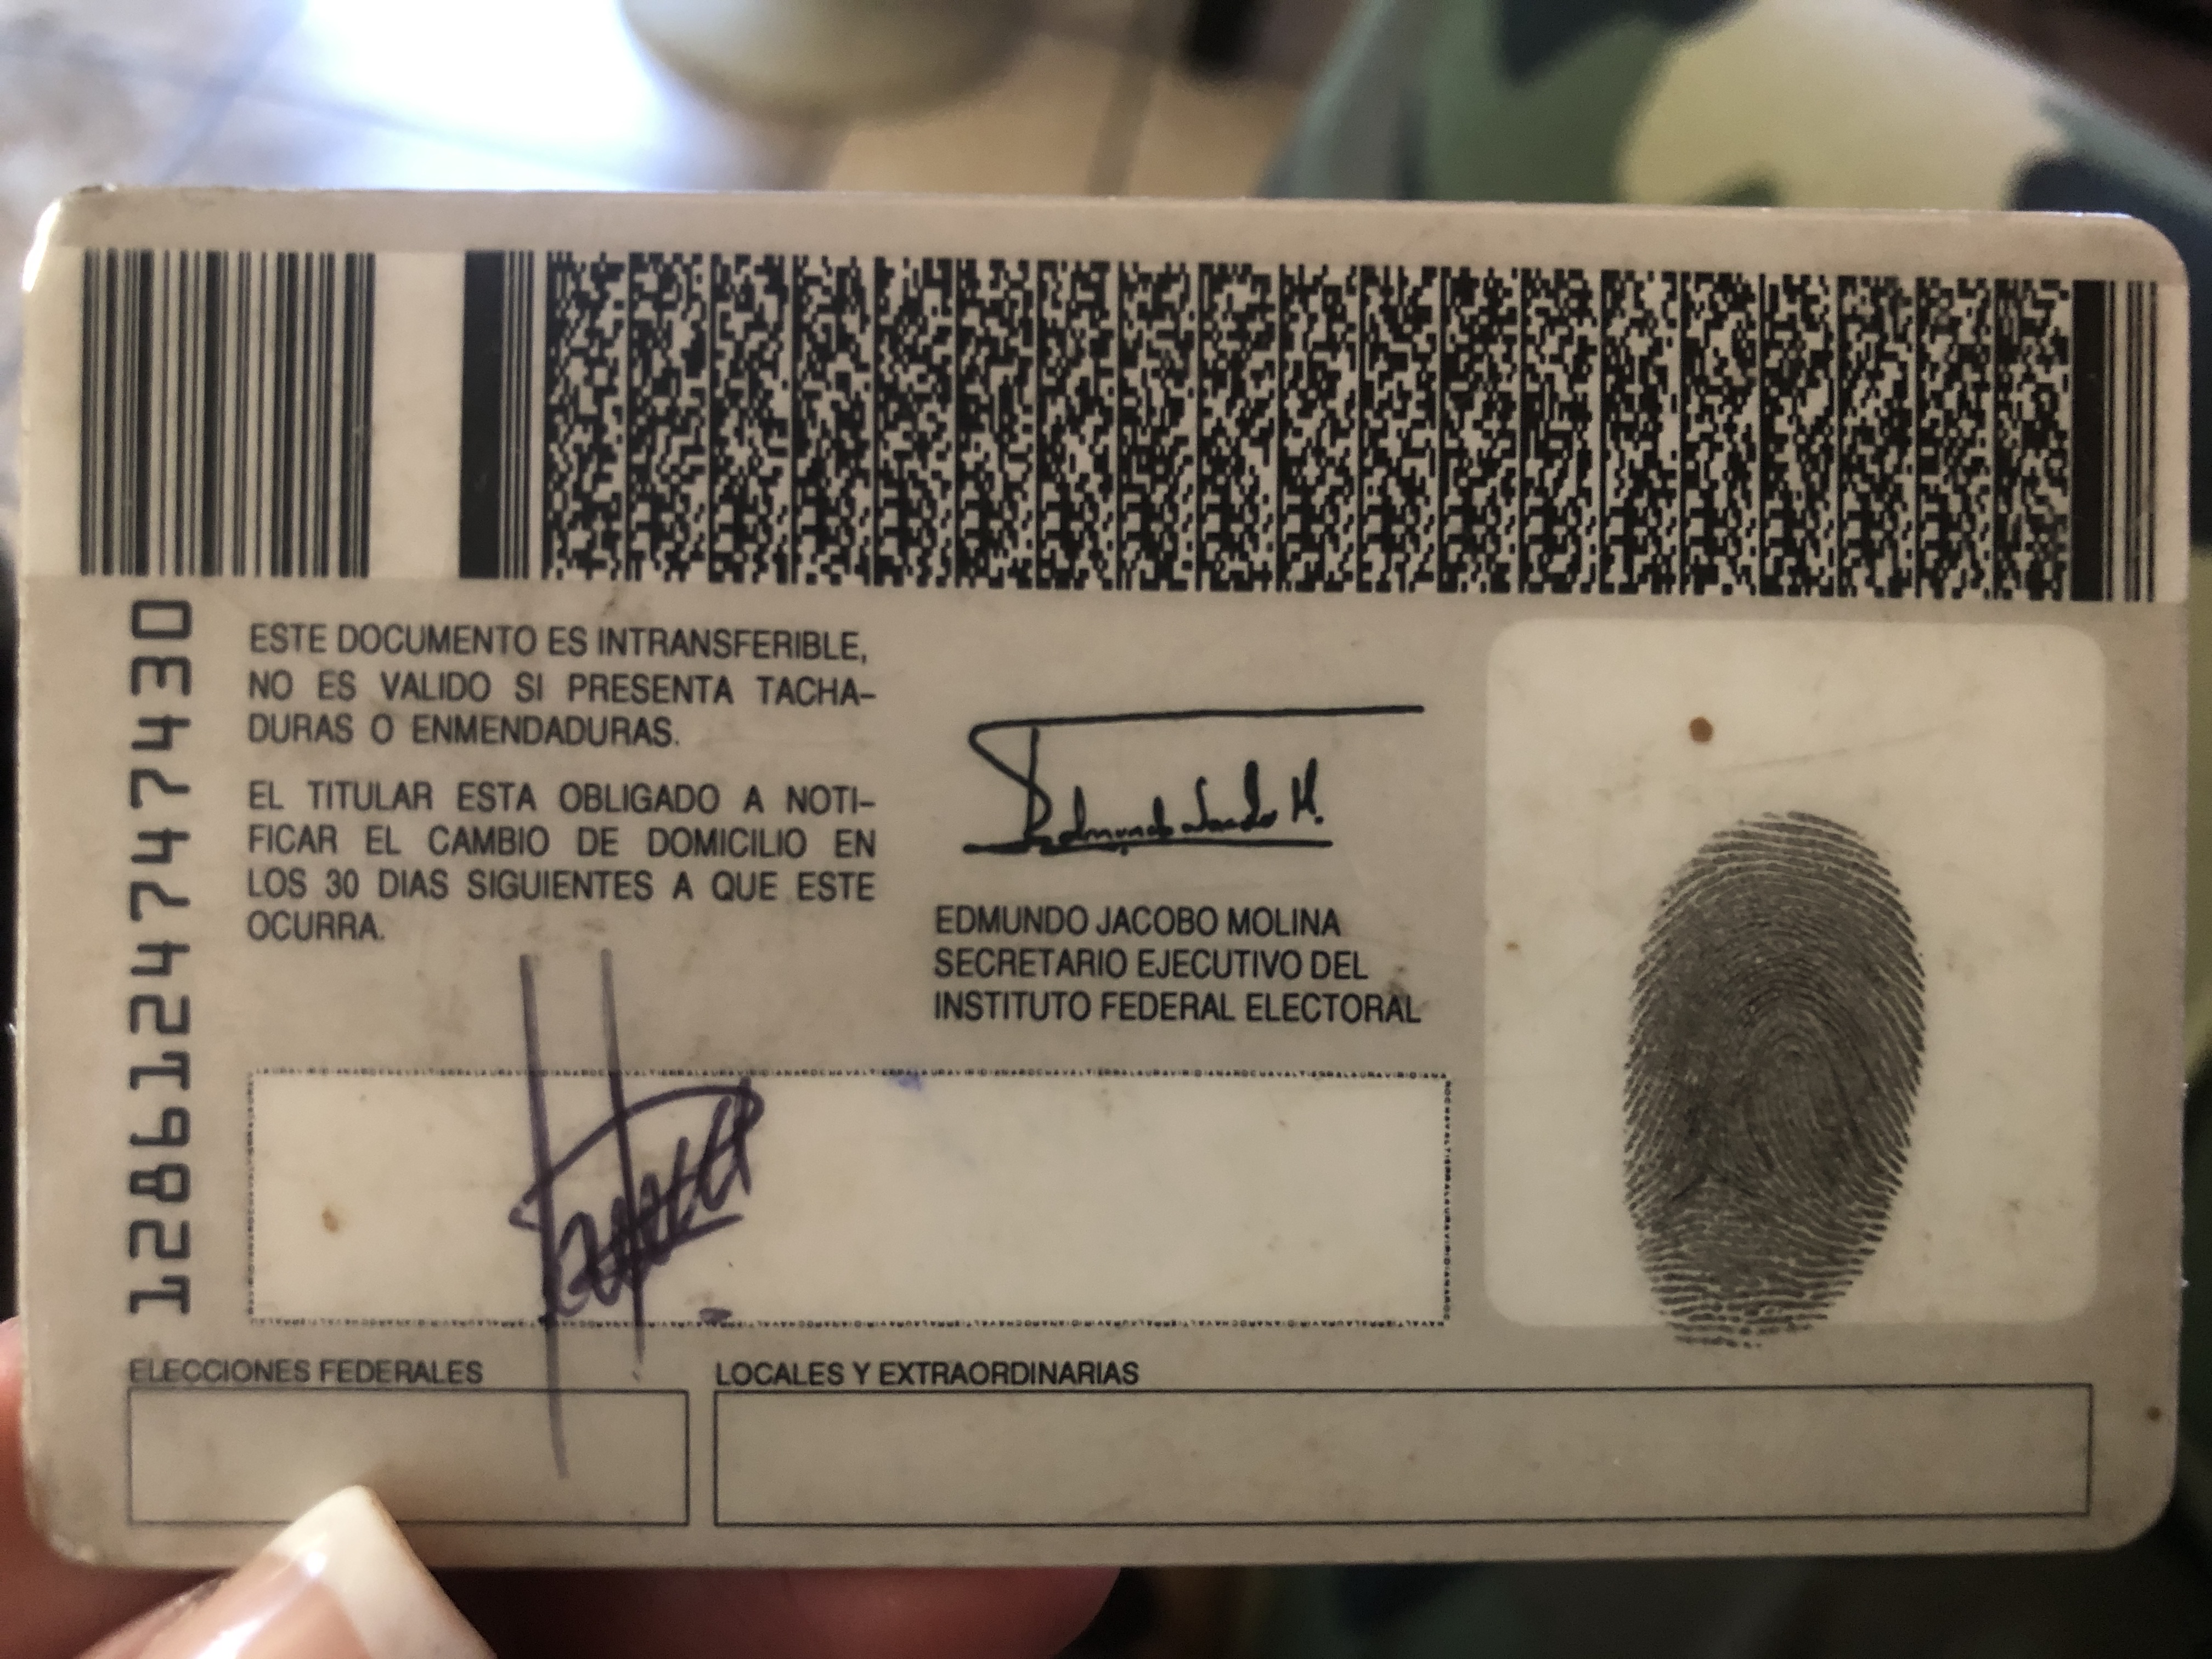 1286124747430
ESTE DOCUMENTO ES INTRANSFERIBLE,
NO ES VALIDO SI PRESENTA TACHA-
DURAS O ENMENDADURAS.
EL TITULAR ESTA OBLIGADO A NOTI-
FICAR EL CAMBIO DE DOMICILIO EN
LOS 30 DIAS SIGUIENTES A QUE ESTE
OCURRA.
Edmundo Jacobo M.
EDMUNDO JACOBO MOLINA
SECRETARIO EJECUTIVO DEL
INSTITUTO FEDERAL ELECTORAL
ELECCIONES FEDERALES
LOCALES Y EXTRAORDINARIAS